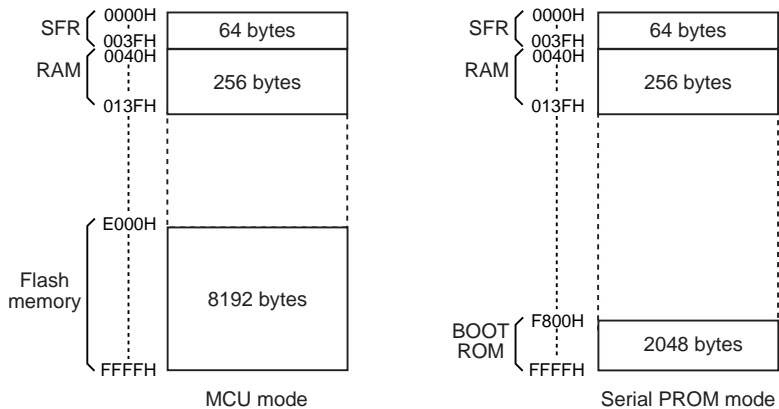 SFR
0000H
003FH
64 bytes
RAM
0040H
013FH
256 bytes
Flash
memory
E000H
FFFFH
8192 bytes
MCU mode
SFR
0000H
003FH
64 bytes
RAM
0040H
013FH
256 bytes
BOOT
ROM
F800H
FFFFH
2048 bytes
Serial PROM mode